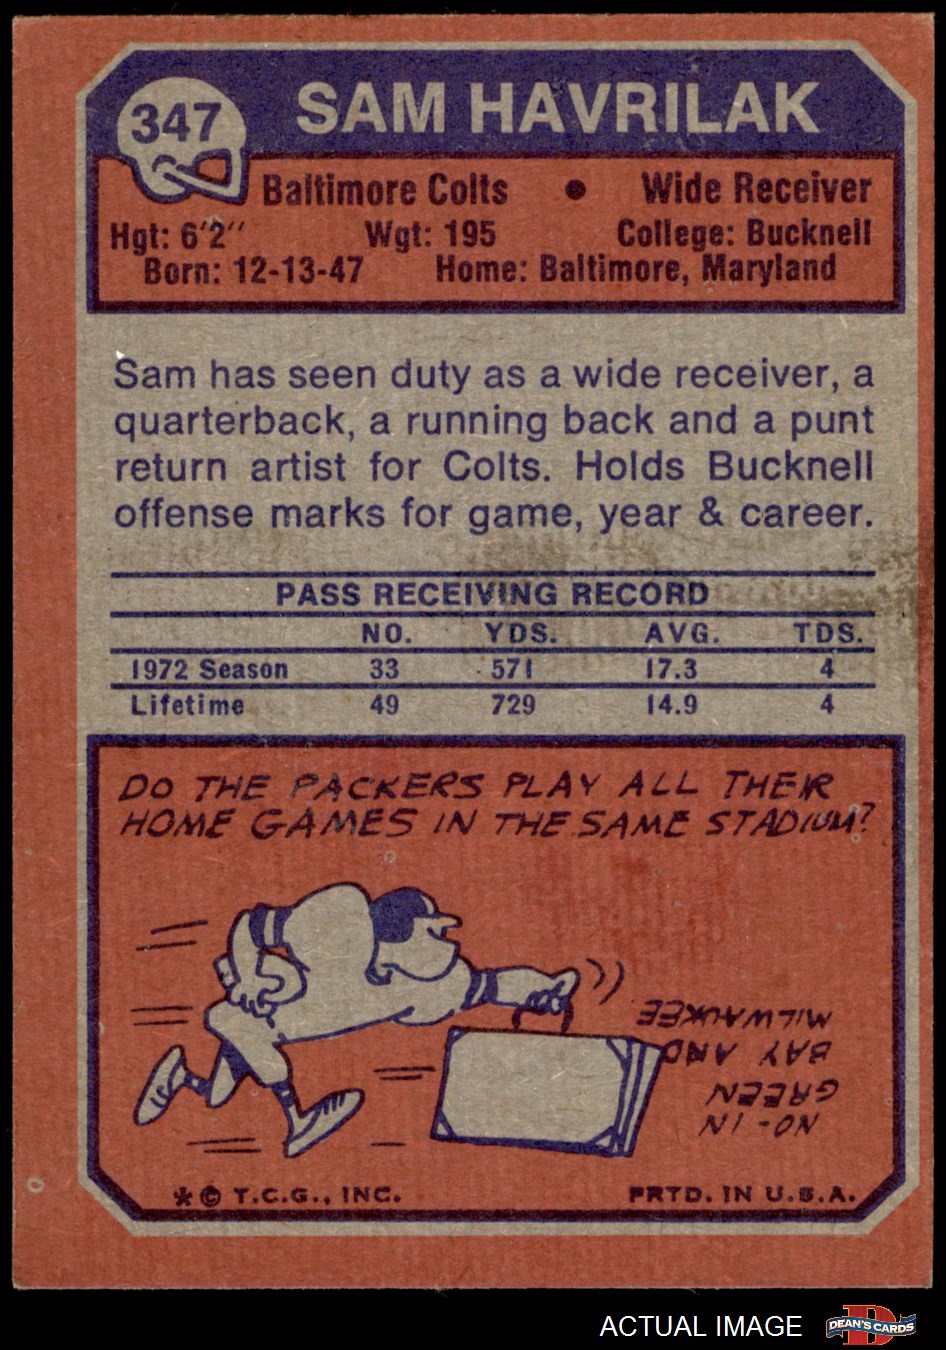 347
SAM HAVRILAK
Baltimore Colts • Wide Receiver
Hgt: 6'2" Wgt: 195 College: Bucknell
Born: 12-13-47 Home: Baltimore, Maryland
Sam has seen duty as a wide receiver, a
quarterback, a running back and a punt
return artist for Colts. Holds Bucknell
offense marks for game, year & career.
PASS RECEIVING RECORD
NO. YDS. AVG. TDS.
1972 Season 33 571 17.3 4
Lifetime 49 729 14.9 4
DO THE PACKERS PLAY ALL THEIR
HOME GAMES IN THE SAME STADIUM?
NO-IN
GREEN
BAY AND
MILWAUKEE
* © T.C.G., INC. PRTD. IN U.S.A.
ACTUAL IMAGE
D
DEAN'S CARDS